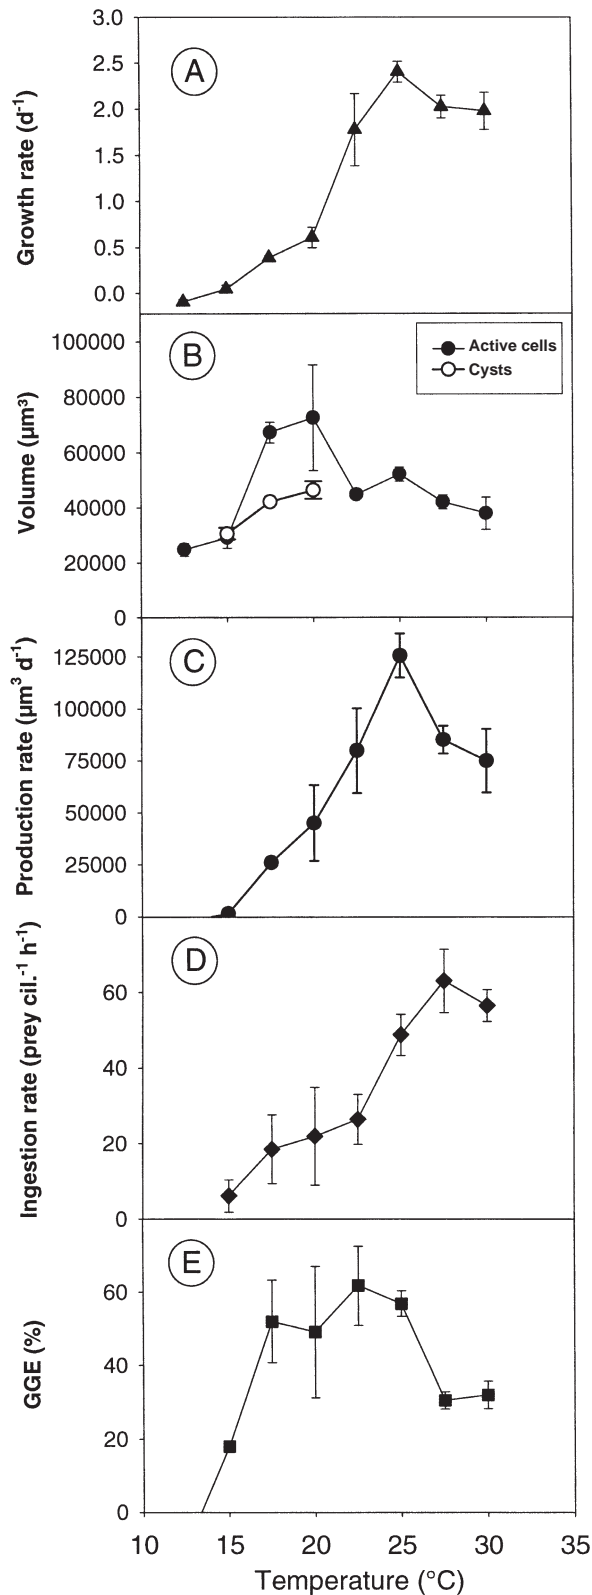 3.0
2.5
2.0
1.5
1.0
0.5
0.0
Growth rate (d⁻¹)
A
100000
80000
60000
40000
20000
0
Volume (µm³)
B
Active cells
Cysts
125000
100000
75000
50000
25000
0
Production rate (µm³ d⁻¹)
C
60
40
20
0
Ingestion rate (prey cil.⁻¹ h⁻¹)
D
60
40
20
0
GGE (%)
E
10 15 20 25 30 35
Temperature (°C)